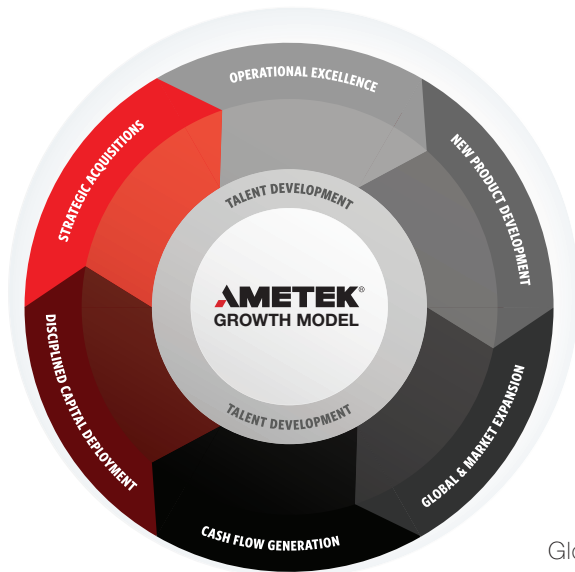 OPERATIONAL EXCELLENCE
NEW PRODUCT DEVELOPMENT
GLOBAL & MARKET EXPANSION
CASH FLOW GENERATION
DISCIPLINED CAPITAL DEPLOYMENT
STRATEGIC ACQUISITIONS
TALENT DEVELOPMENT
AMETEK®
GROWTH MODEL
TALENT DEVELOPMENT